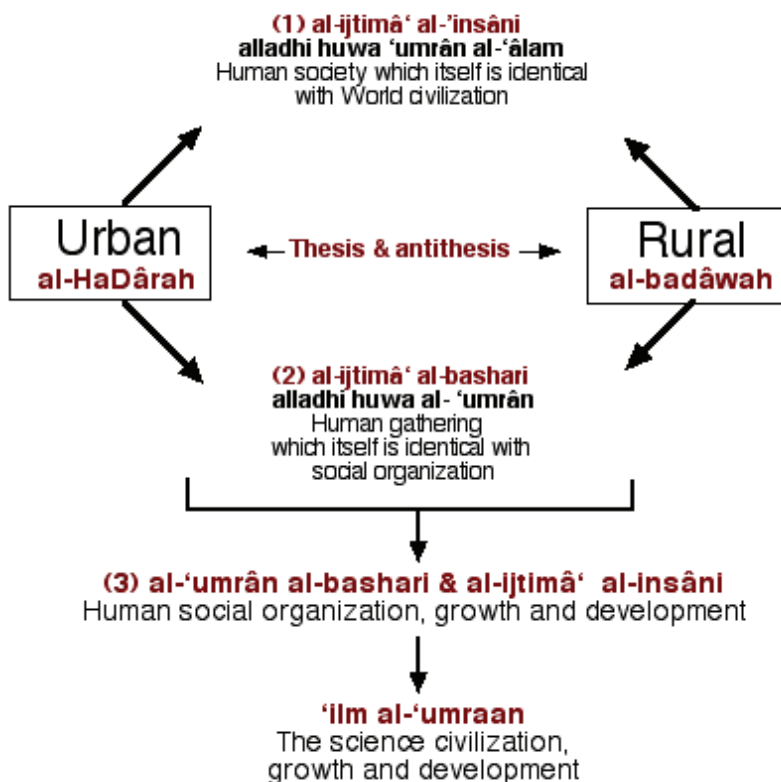 (1) al-ijtimâ‘ al-’insâni
alladhi huwa ‘umrân al-‘âlam
Human society which itself is identical
with World civilization
Urban
al-HaDârah
Thesis & antithesis
Rural
al-badâwah
(2) al-ijtimâ‘ al-bashari
alladhi huwa al- ‘umrân
Human gathering
which itself is identical with
social organization
(3) al-‘umrân al-bashari & al-ijtimâ‘ al-insâni
Human social organization, growth and development
‘ilm al-‘umraan
The science civilization,
growth and development